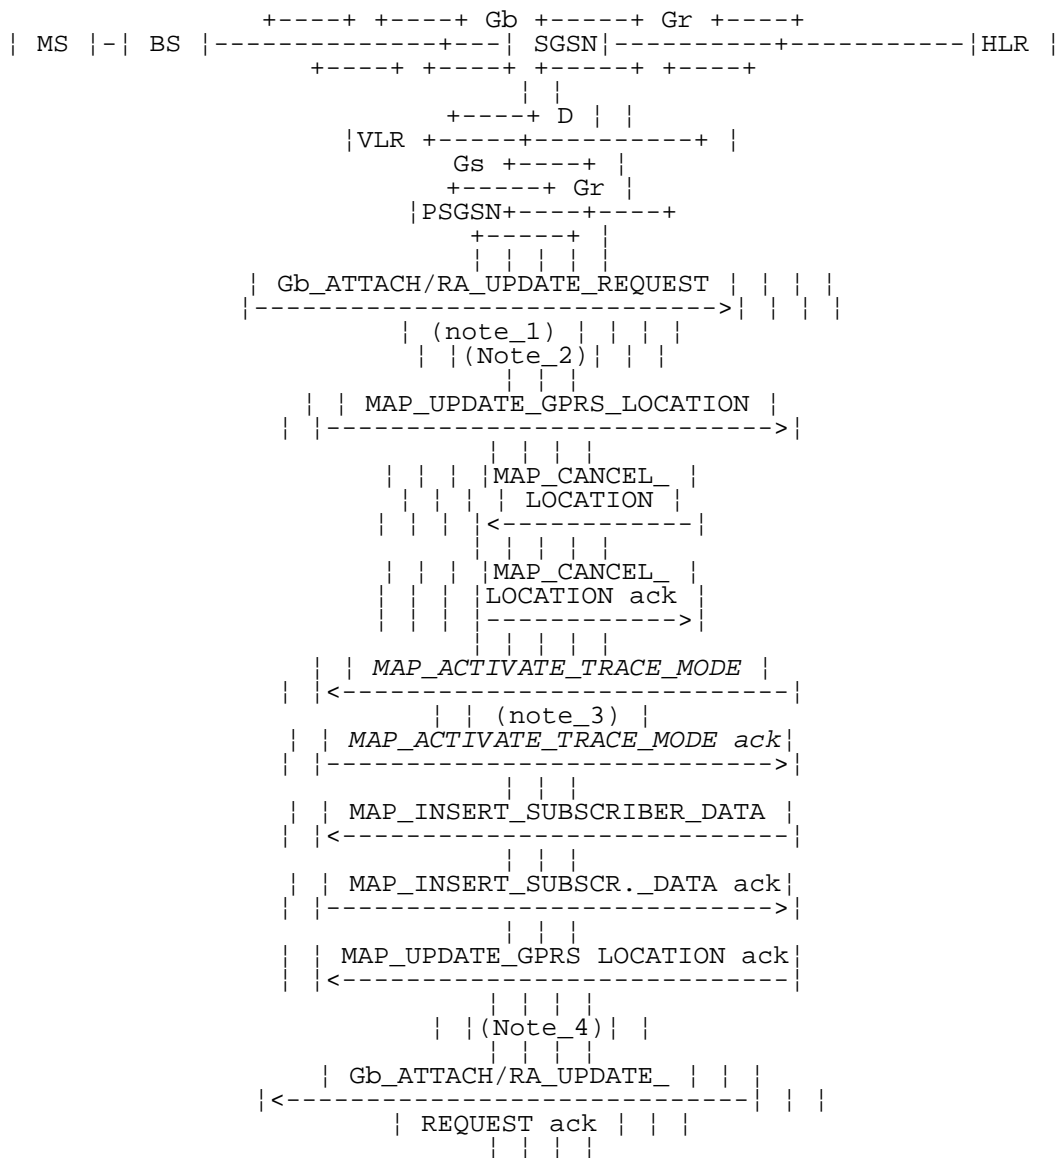 +----+ +----+ Gb +-----+ Gr +----+
¦ MS ¦-¦ BS ¦--------------+---¦ SGSN¦----------+-----------¦HLR ¦
+----+ +----+ +-----+ +----+
¦ ¦
+----+ D ¦ ¦
¦VLR +-----+----------+ ¦
Gs +----+ ¦
+-----+ Gr ¦
¦PSGSN+----+----+
+-----+ ¦
¦ ¦ ¦ ¦ ¦
¦ Gb_ATTACH/RA_UPDATE_REQUEST ¦ ¦ ¦ ¦
¦----------------------------->¦ ¦ ¦ ¦
¦ (note_1) ¦ ¦ ¦ ¦
¦ ¦(Note_2)¦ ¦ ¦
¦ ¦ ¦
¦ ¦ MAP_UPDATE_GPRS_LOCATION ¦
¦ ¦---------------------------->¦
¦ ¦ ¦ ¦
¦ ¦ ¦ ¦MAP_CANCEL_ ¦
¦ ¦ ¦ ¦ LOCATION ¦
¦ ¦ ¦ ¦<------------¦
¦ ¦ ¦ ¦ ¦
¦ ¦ ¦ ¦MAP_CANCEL_ ¦
¦ ¦ ¦ ¦LOCATION ack ¦
¦ ¦ ¦ ¦------------>¦
¦ ¦ ¦ ¦ ¦
¦ ¦ MAP_ACTIVATE_TRACE_MODE ¦
¦ ¦<----------------------------¦
¦ ¦ (note_3) ¦
¦ ¦ MAP_ACTIVATE_TRACE_MODE ack¦
¦ ¦---------------------------->¦
¦ ¦ ¦
¦ ¦ MAP_INSERT_SUBSCRIBER_DATA ¦
¦ ¦<----------------------------¦
¦ ¦ ¦
¦ ¦ MAP_INSERT_SUBSCR._DATA ack¦
¦ ¦---------------------------->¦
¦ ¦ ¦
¦ ¦ MAP_UPDATE_GPRS LOCATION ack¦
¦ ¦<----------------------------¦
¦ ¦ ¦ ¦
¦ ¦(Note_4)¦ ¦
¦ ¦ ¦ ¦
¦ Gb_ATTACH/RA_UPDATE_ ¦ ¦ ¦
¦<-----------------------------¦ ¦ ¦
¦ REQUEST ack ¦ ¦ ¦
¦ ¦ ¦ ¦